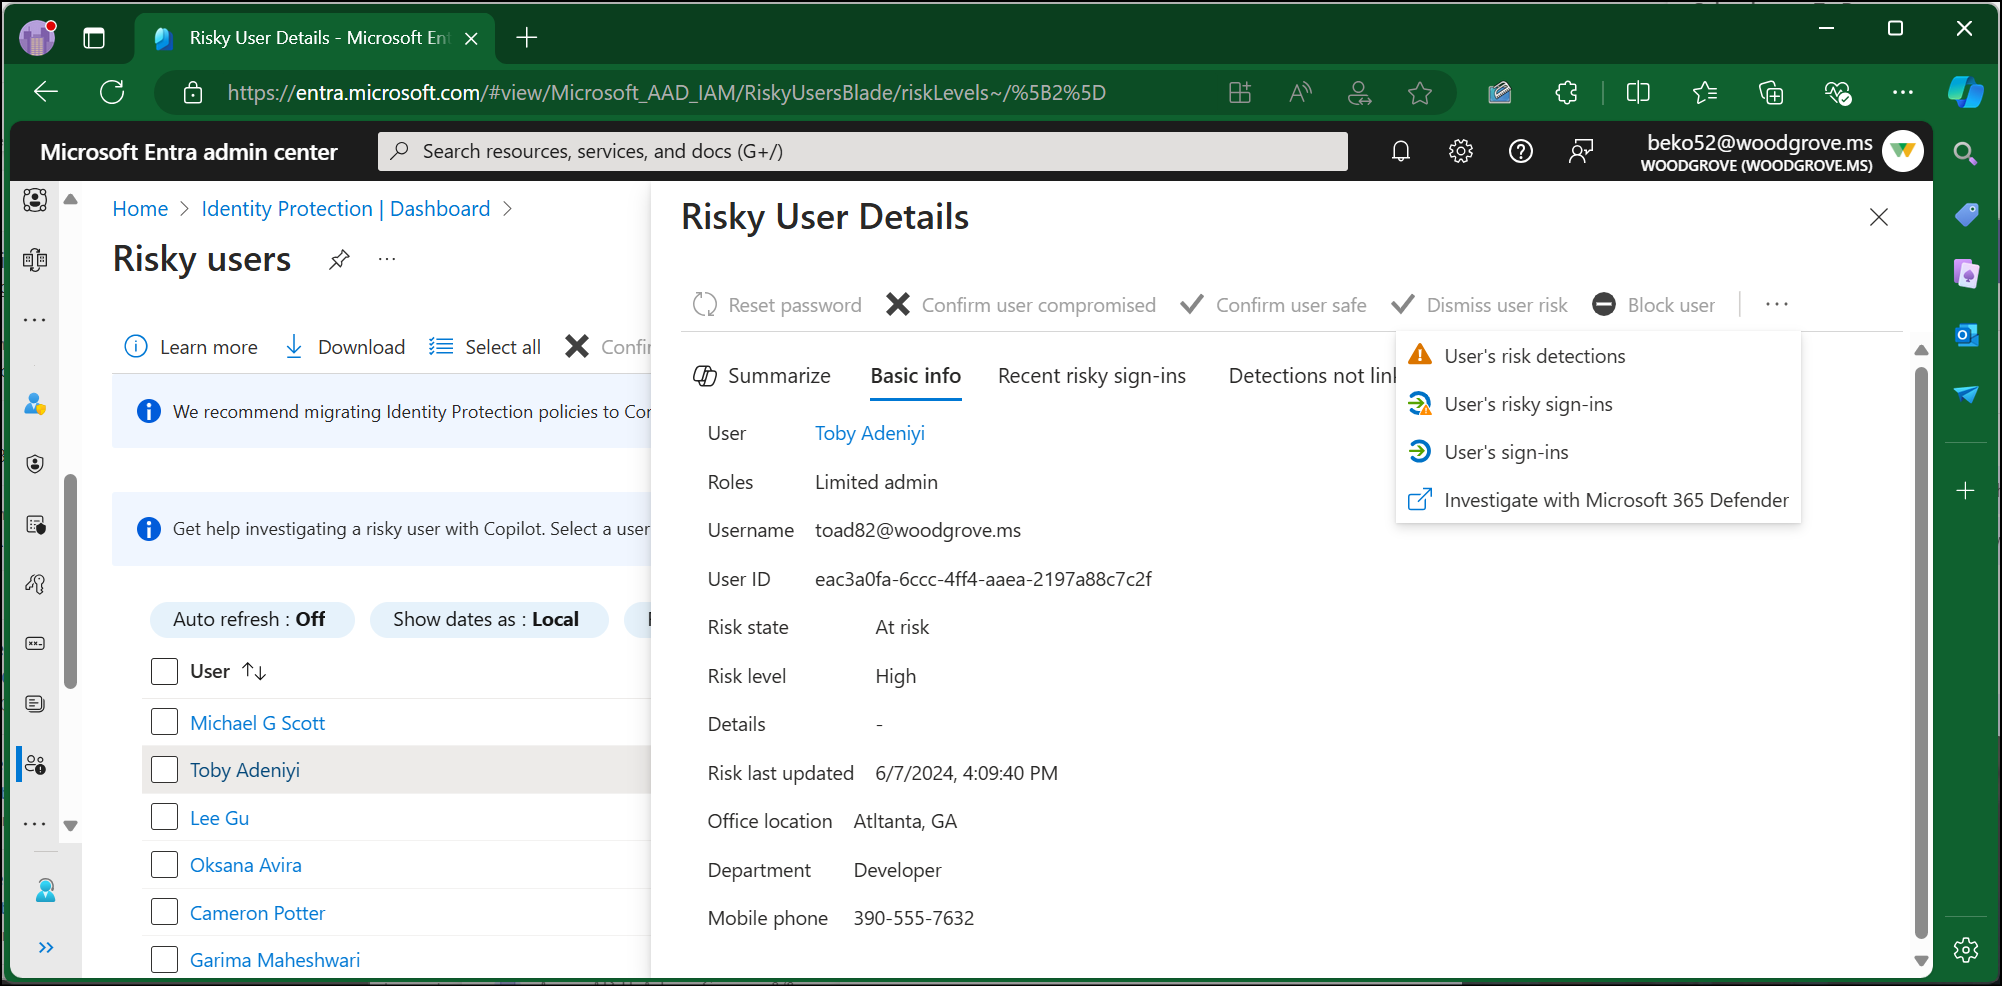 Risky User Details - Microsoft Ent
https://entra.microsoft.com/#view/Microsoft_AAD_IAM/RiskyUsersBlade/riskLevels~/%5B2%5D
Microsoft Entra admin center
Search resources, services, and docs (G+/)
beko52@woodgrove.ms
WOODGROVE (WOODGROVE.MS)
Home > Identity Protection | Dashboard >
Risky users
Learn more
Download
Select all
Confi
We recommend migrating Identity Protection policies to Con
Get help investigating a risky user with Copilot. Select a user
Auto refresh : Off
Show dates as : Local
User
Michael G Scott
Toby Adeniyi
Lee Gu
Oksana Avira
Cameron Potter
Garima Maheshwari
Risky User Details
Reset password
Confirm user compromised
Confirm user safe
Dismiss user risk
Block user
User's risk detections
User's risky sign-ins
User's sign-ins
Investigate with Microsoft 365 Defender
Summarize
Basic info
Recent risky sign-ins
Detections not link
User Toby Adeniyi
Roles Limited admin
Username toad82@woodgrove.ms
User ID eac3a0fa-6ccc-4ff4-aaea-2197a88c7c2f
Risk state At risk
Risk level High
Details -
Risk last updated 6/7/2024, 4:09:40 PM
Office location Atltanta, GA
Department Developer
Mobile phone 390-555-7632